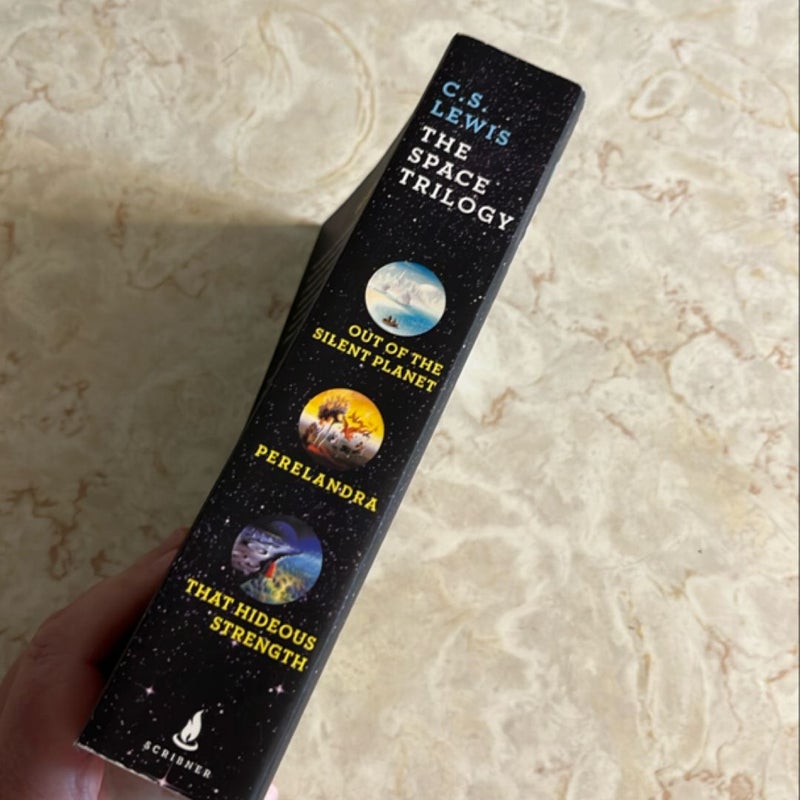 C.S.
LEWIS
THE
SPACE
TRILOGY
OUT OF THE
SILENT PLANET
PERELANDRA
THAT HIDEOUS
STRENGTH
SCRIBNER